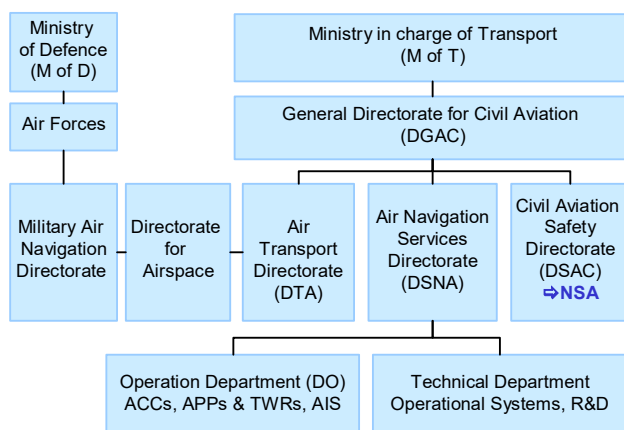 Ministry
of Defence
(M of D)
Ministry in charge of Transport
(M of T)
Air Forces
General Directorate for Civil Aviation
(DGAC)
Military Air
Navigation
Directorate
Directorate
for
Airspace
Air
Transport
Directorate
(DTA)
Air Navigation
Services
Directorate
(DSNA)
Civil Aviation
Safety
Directorate
(DSAC)
⇨NSA
Operation Department (DO)
ACCs, APPs & TWRs, AIS
Technical Department
Operational Systems, R&D